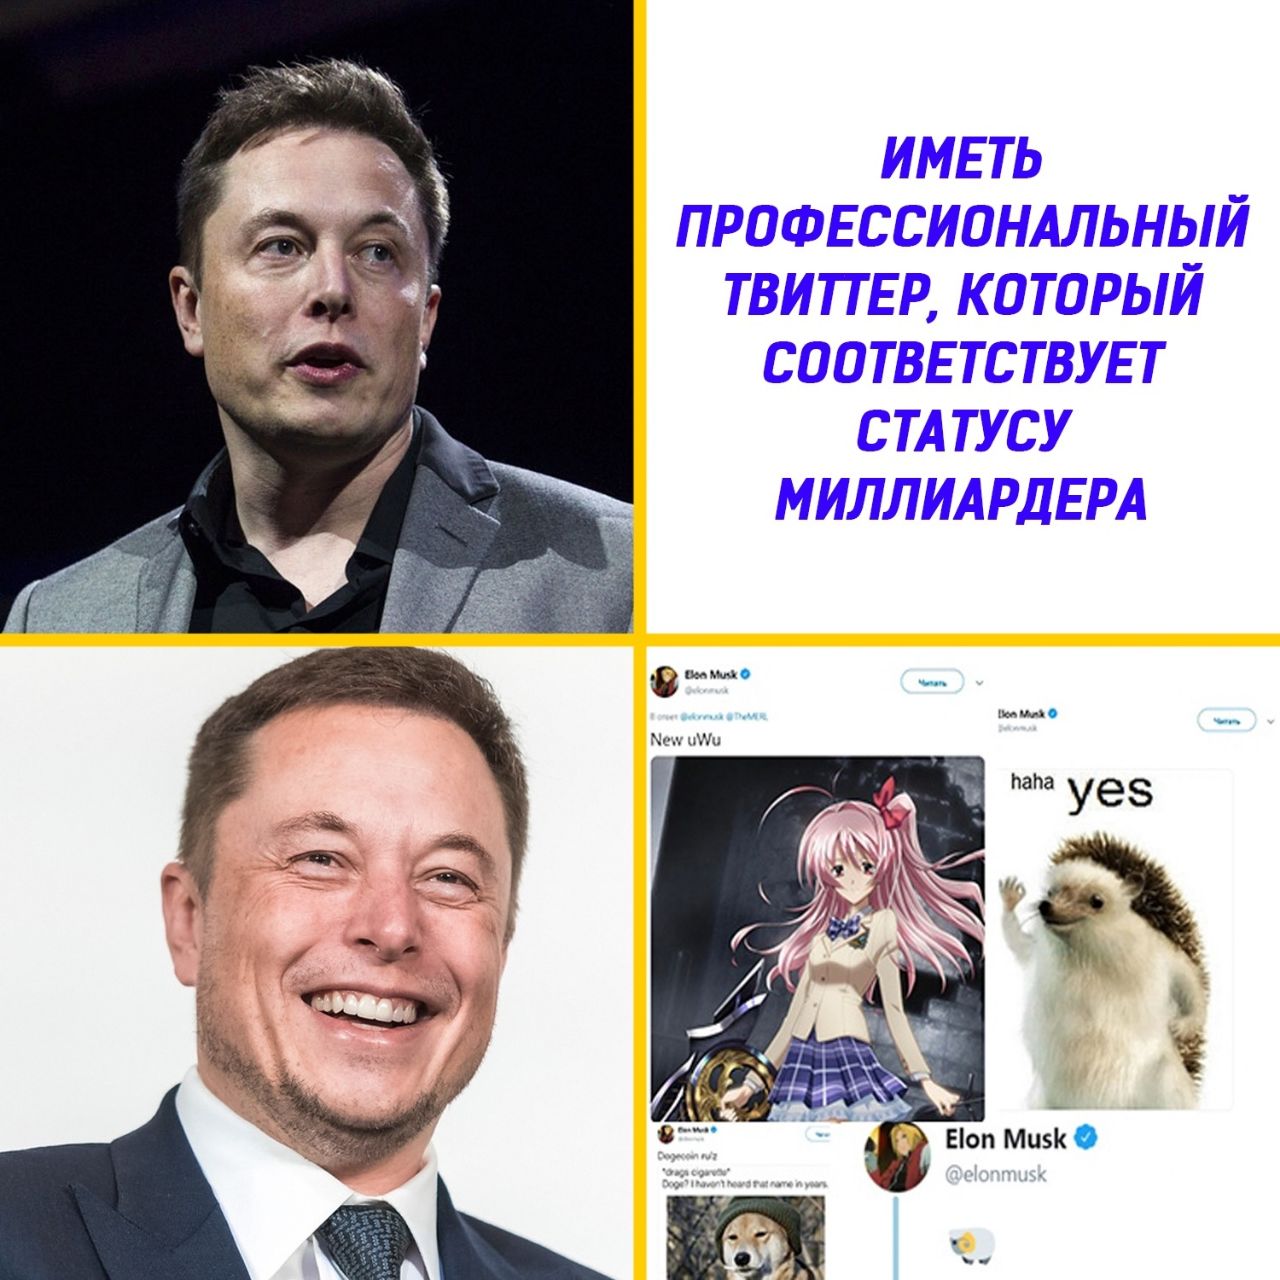 ИМЕТЬ
ПРОФЕССИОНАЛЬНЫЙ
ТВИТТЕР, КОТОРЫЙ
СООТВЕТСТВУЕТ
СТАТУСУ
МИЛЛИАРДЕРА
Elon Musk
@elonmusk
Читать
В ответ @elonmusk @TheMERL
New uWu
Elon Musk
@elonmusk
Читать
haha yes
Elon Musk
Dogecoin rulz
*drags cigarette*
Doge? I haven't heard that name in years.
Elon Musk
@elonmusk